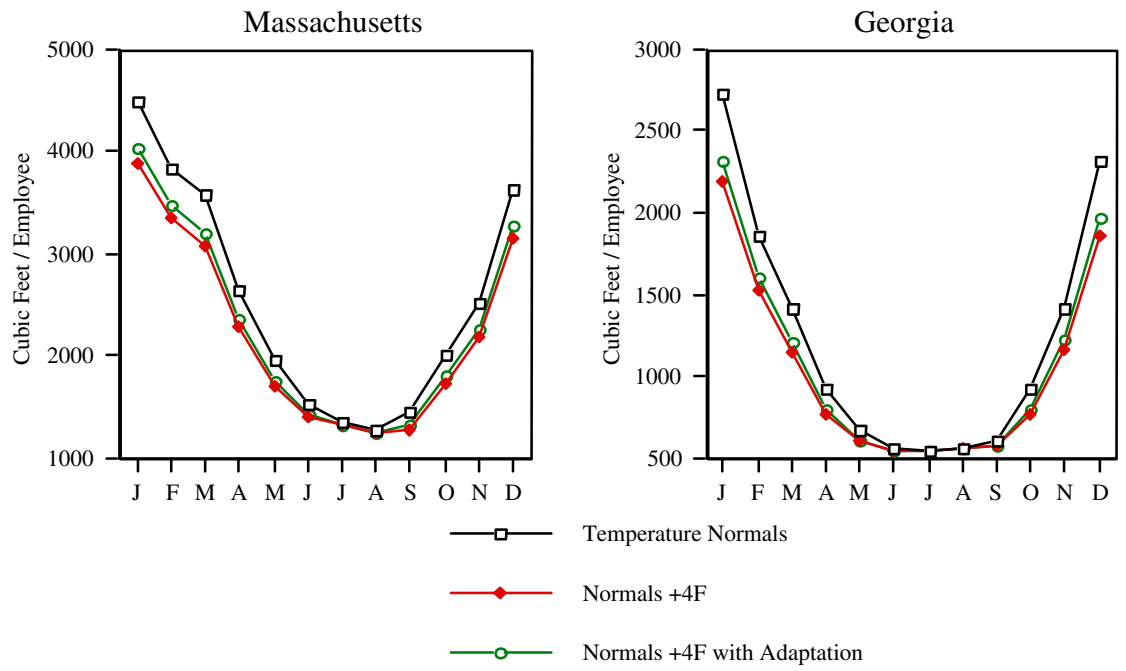 Massachusetts
Georgia
5000
4000
3000
2000
1000
Cubic Feet / Employee
J F M A M J J A S O N D
3000
2500
2000
1500
1000
500
Cubic Feet / Employee
J F M A M J J A S O N D
Temperature Normals
Normals +4F
Normals +4F with Adaptation